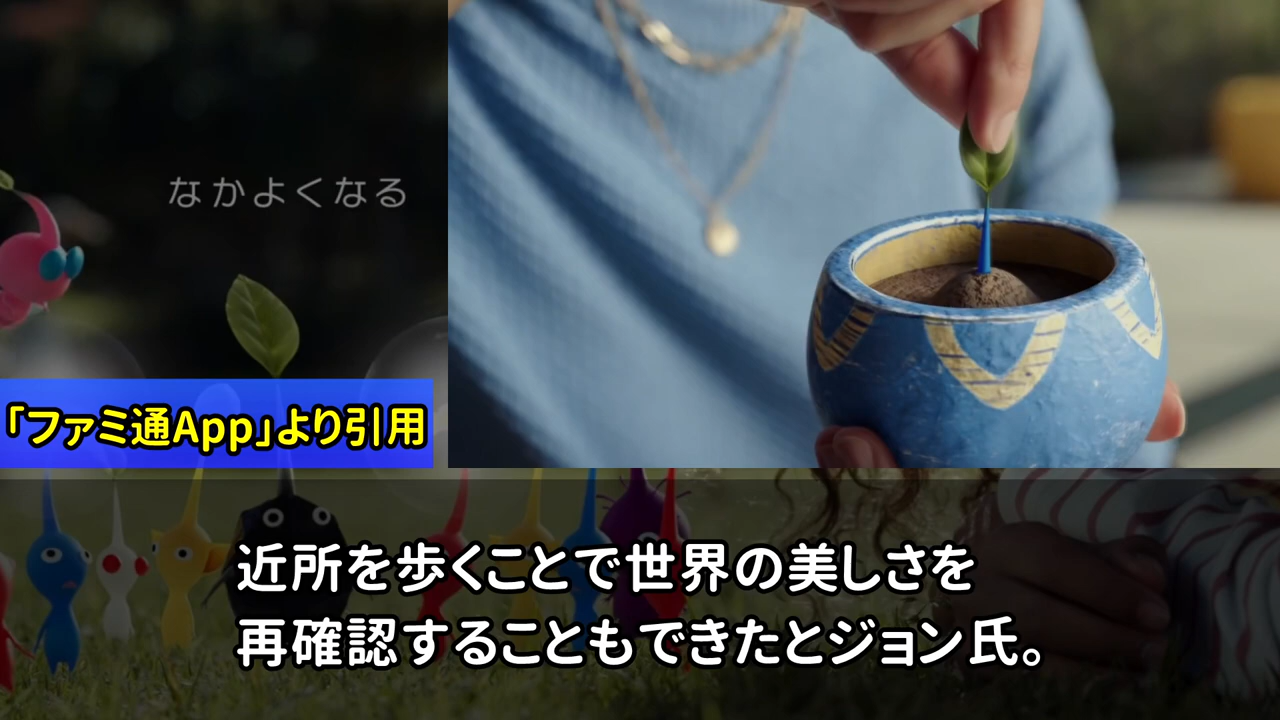 なかよくなる
「ファミ通App」より引用
近所を歩くことで世界の美しさを
再確認することもできたとジョン氏。